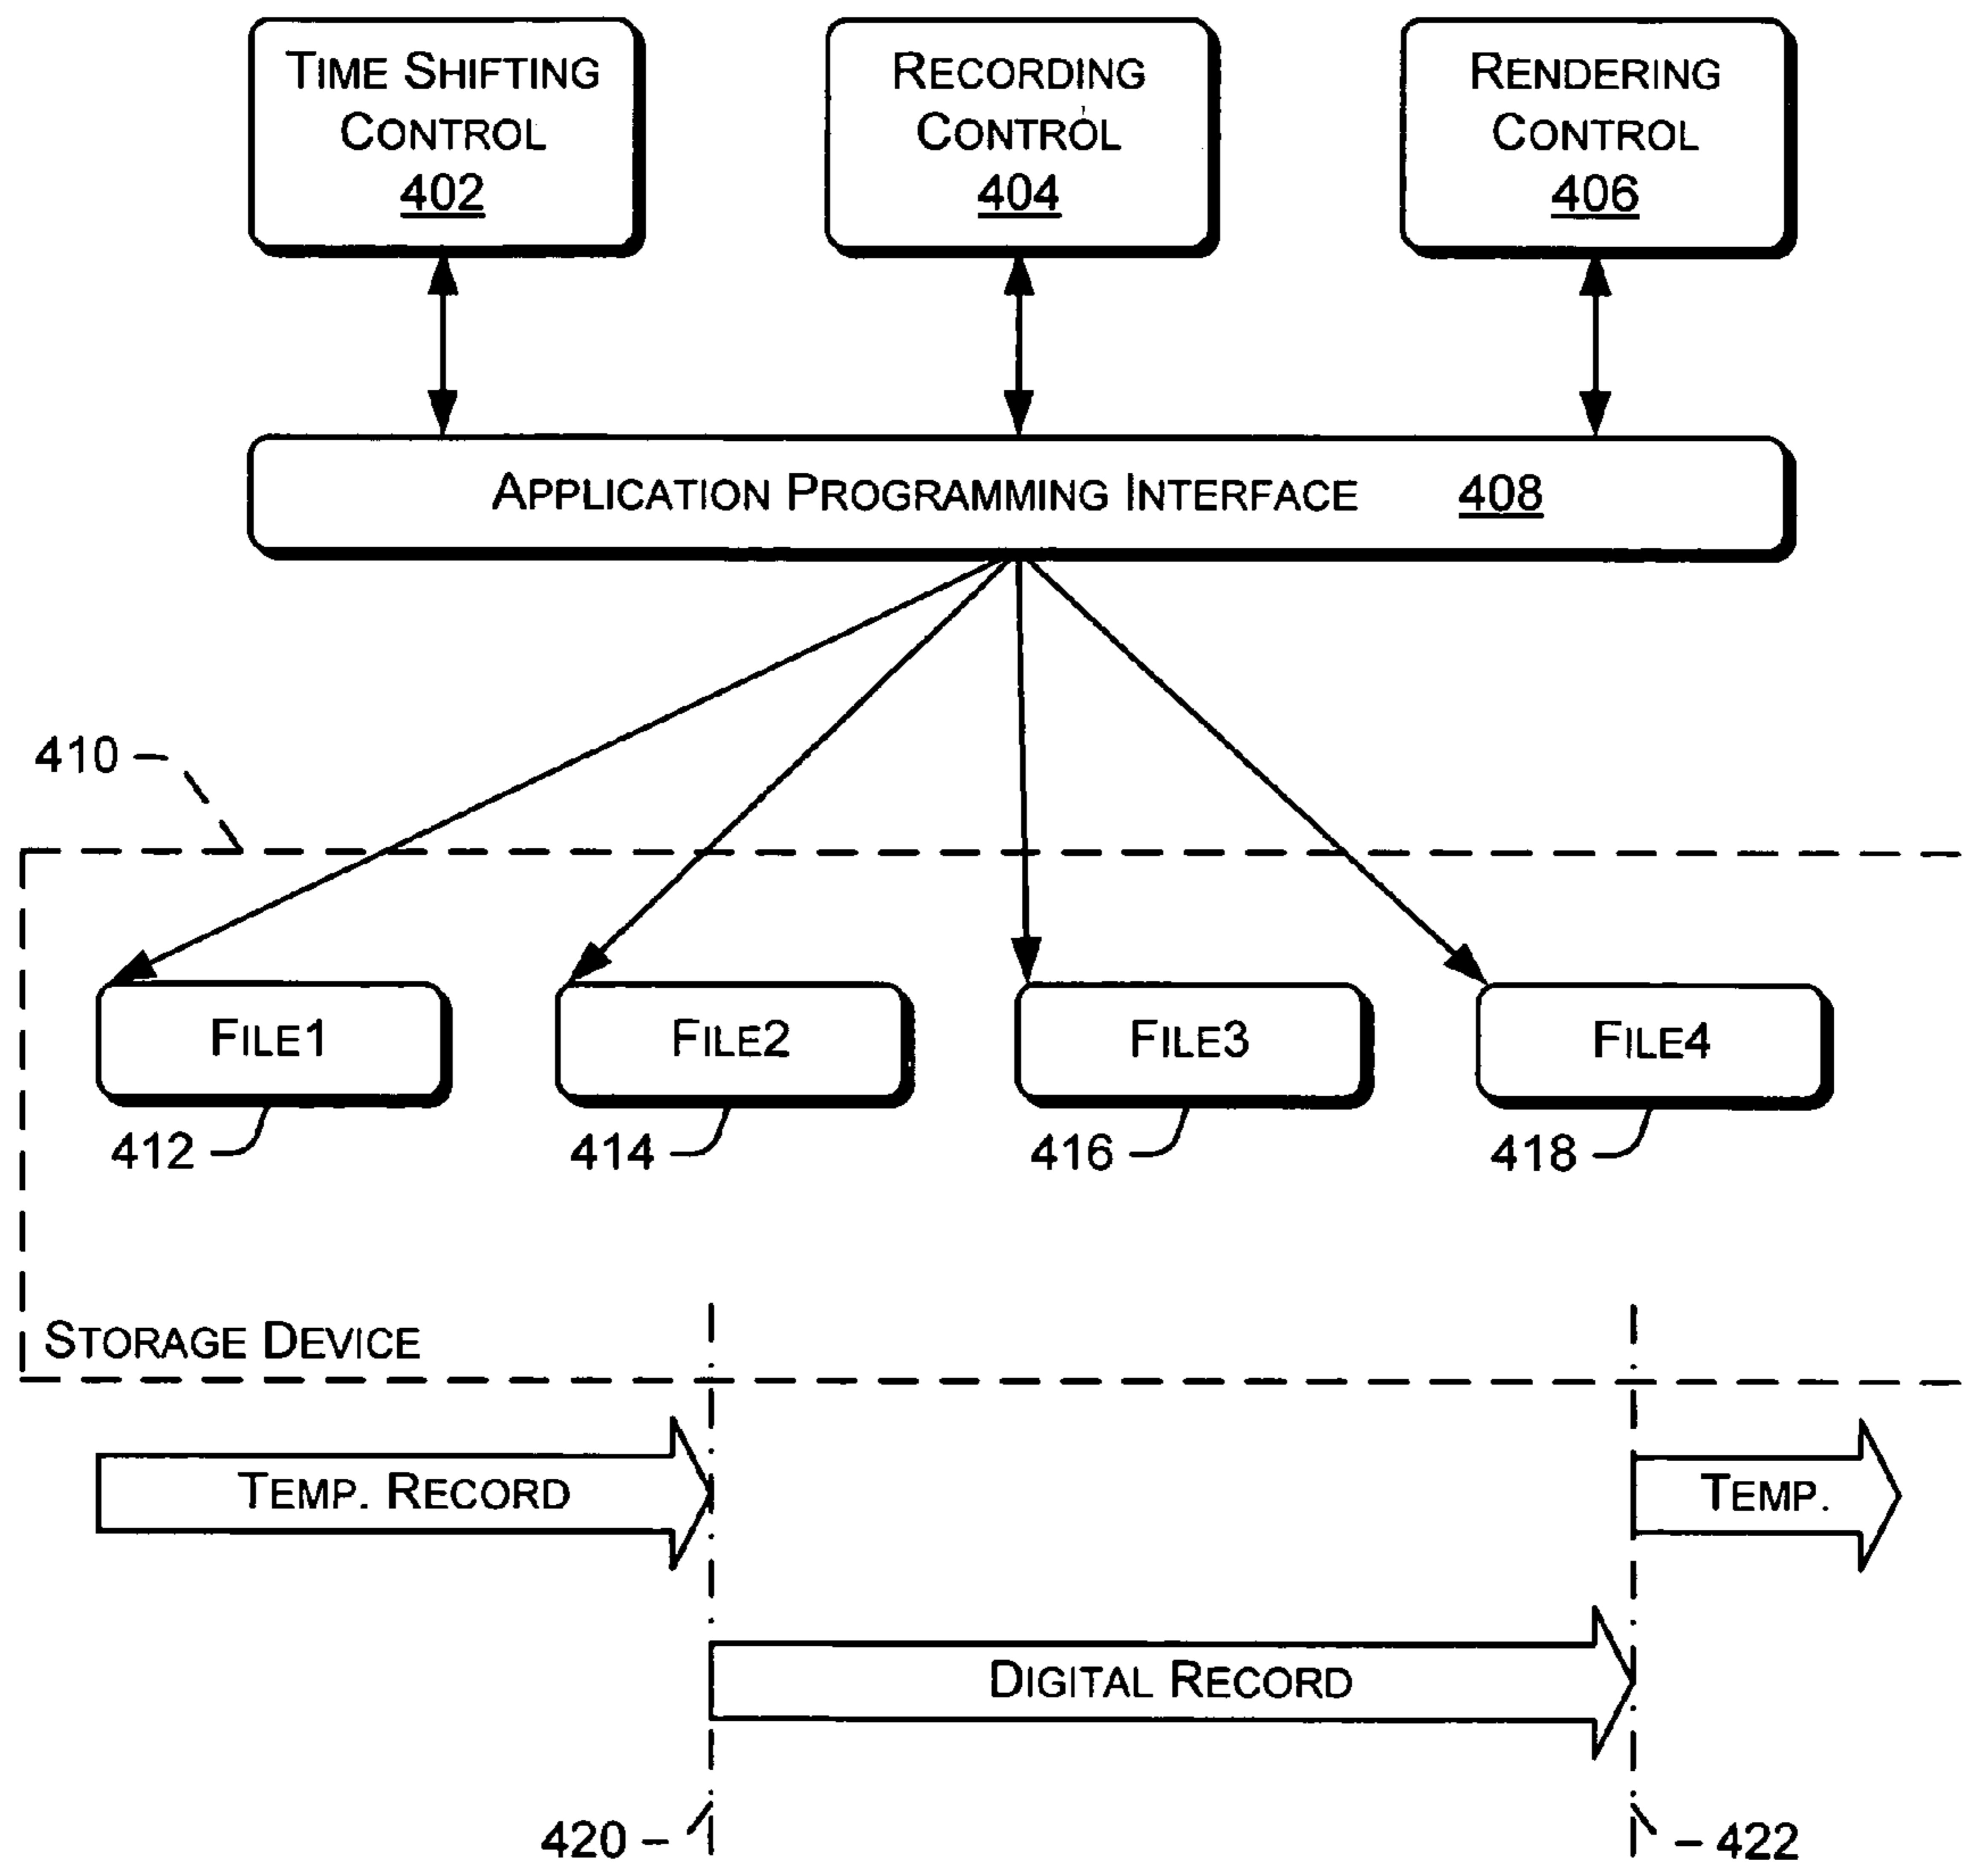 TIME SHIFTING
CONTROL
402
RECORDING
CONTROL
404
RENDERING
CONTROL
406
APPLICATION PROGRAMMING INTERFACE 408
410
FILE1
FILE2
FILE3
FILE4
412
414
416
418
STORAGE DEVICE
TEMP. RECORD
TEMP.
DIGITAL RECORD
420
422